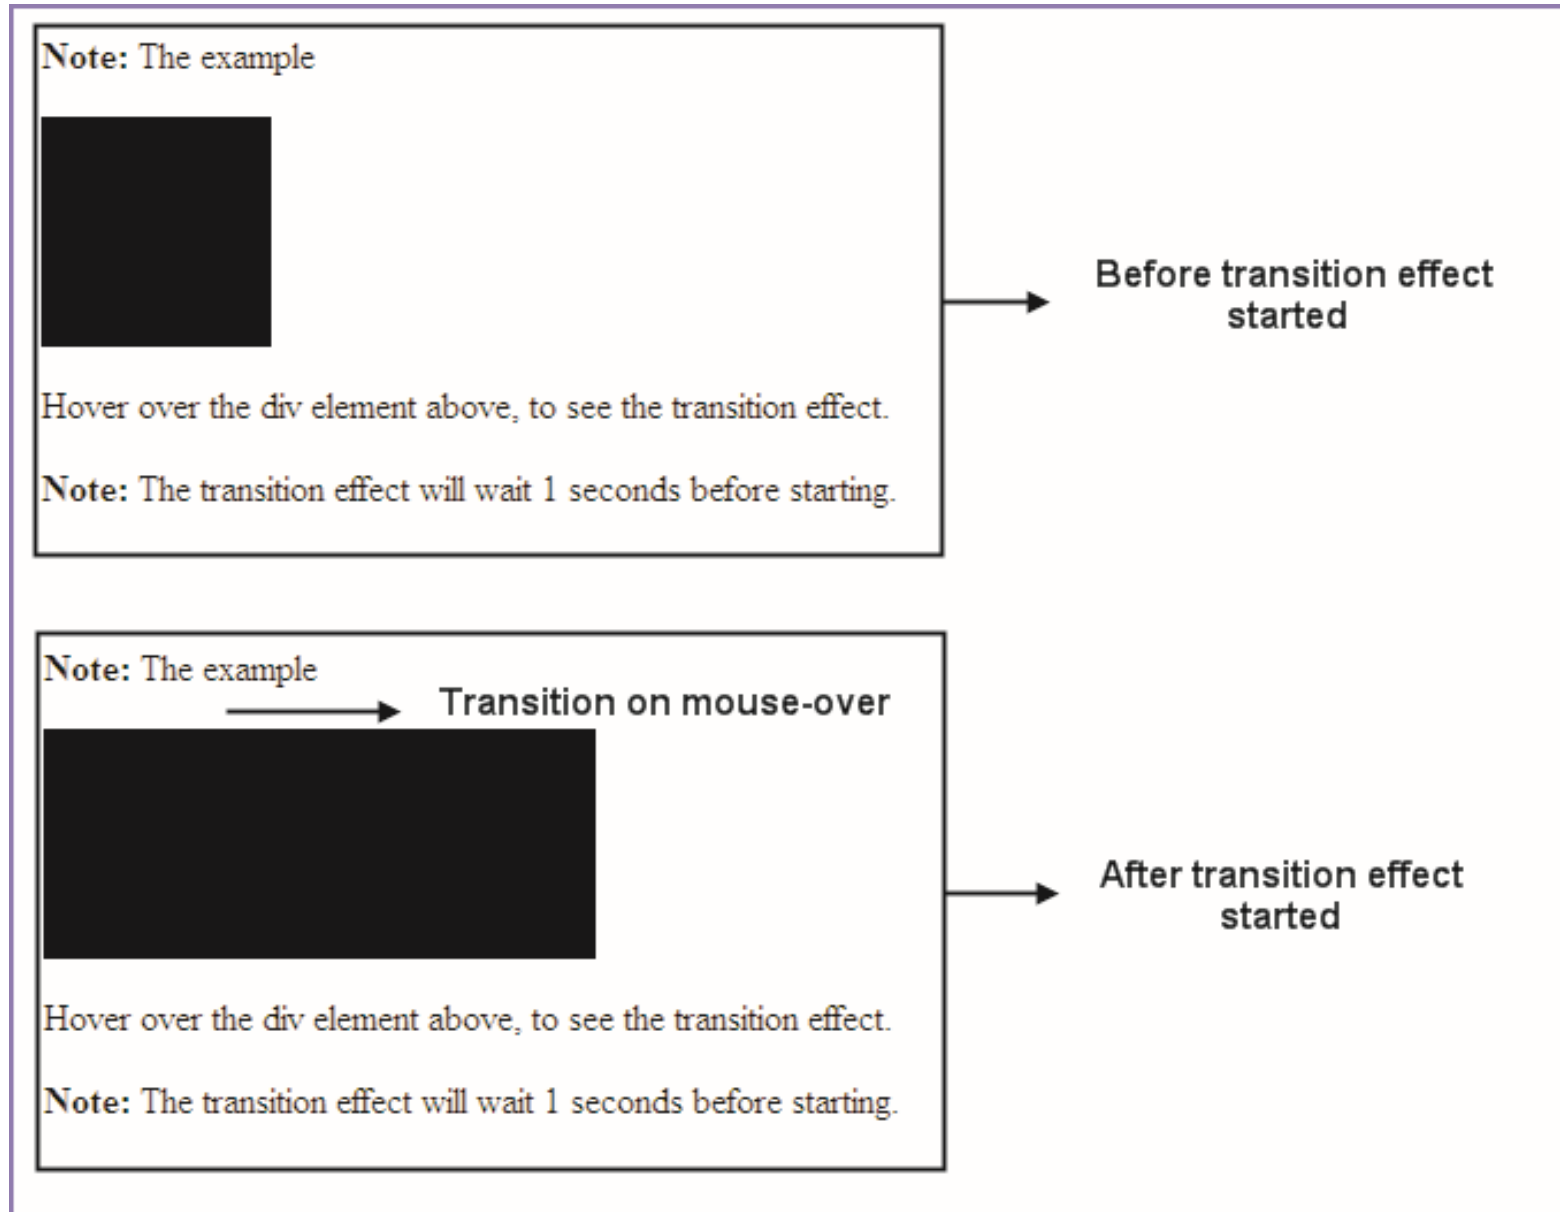 Note: The example
Before transition effect
started
Hover over the div element above, to see the transition effect.
Note: The transition effect will wait 1 seconds before starting.
Note: The example
Transition on mouse-over
After transition effect
started
Hover over the div element above, to see the transition effect.
Note: The transition effect will wait 1 seconds before starting.